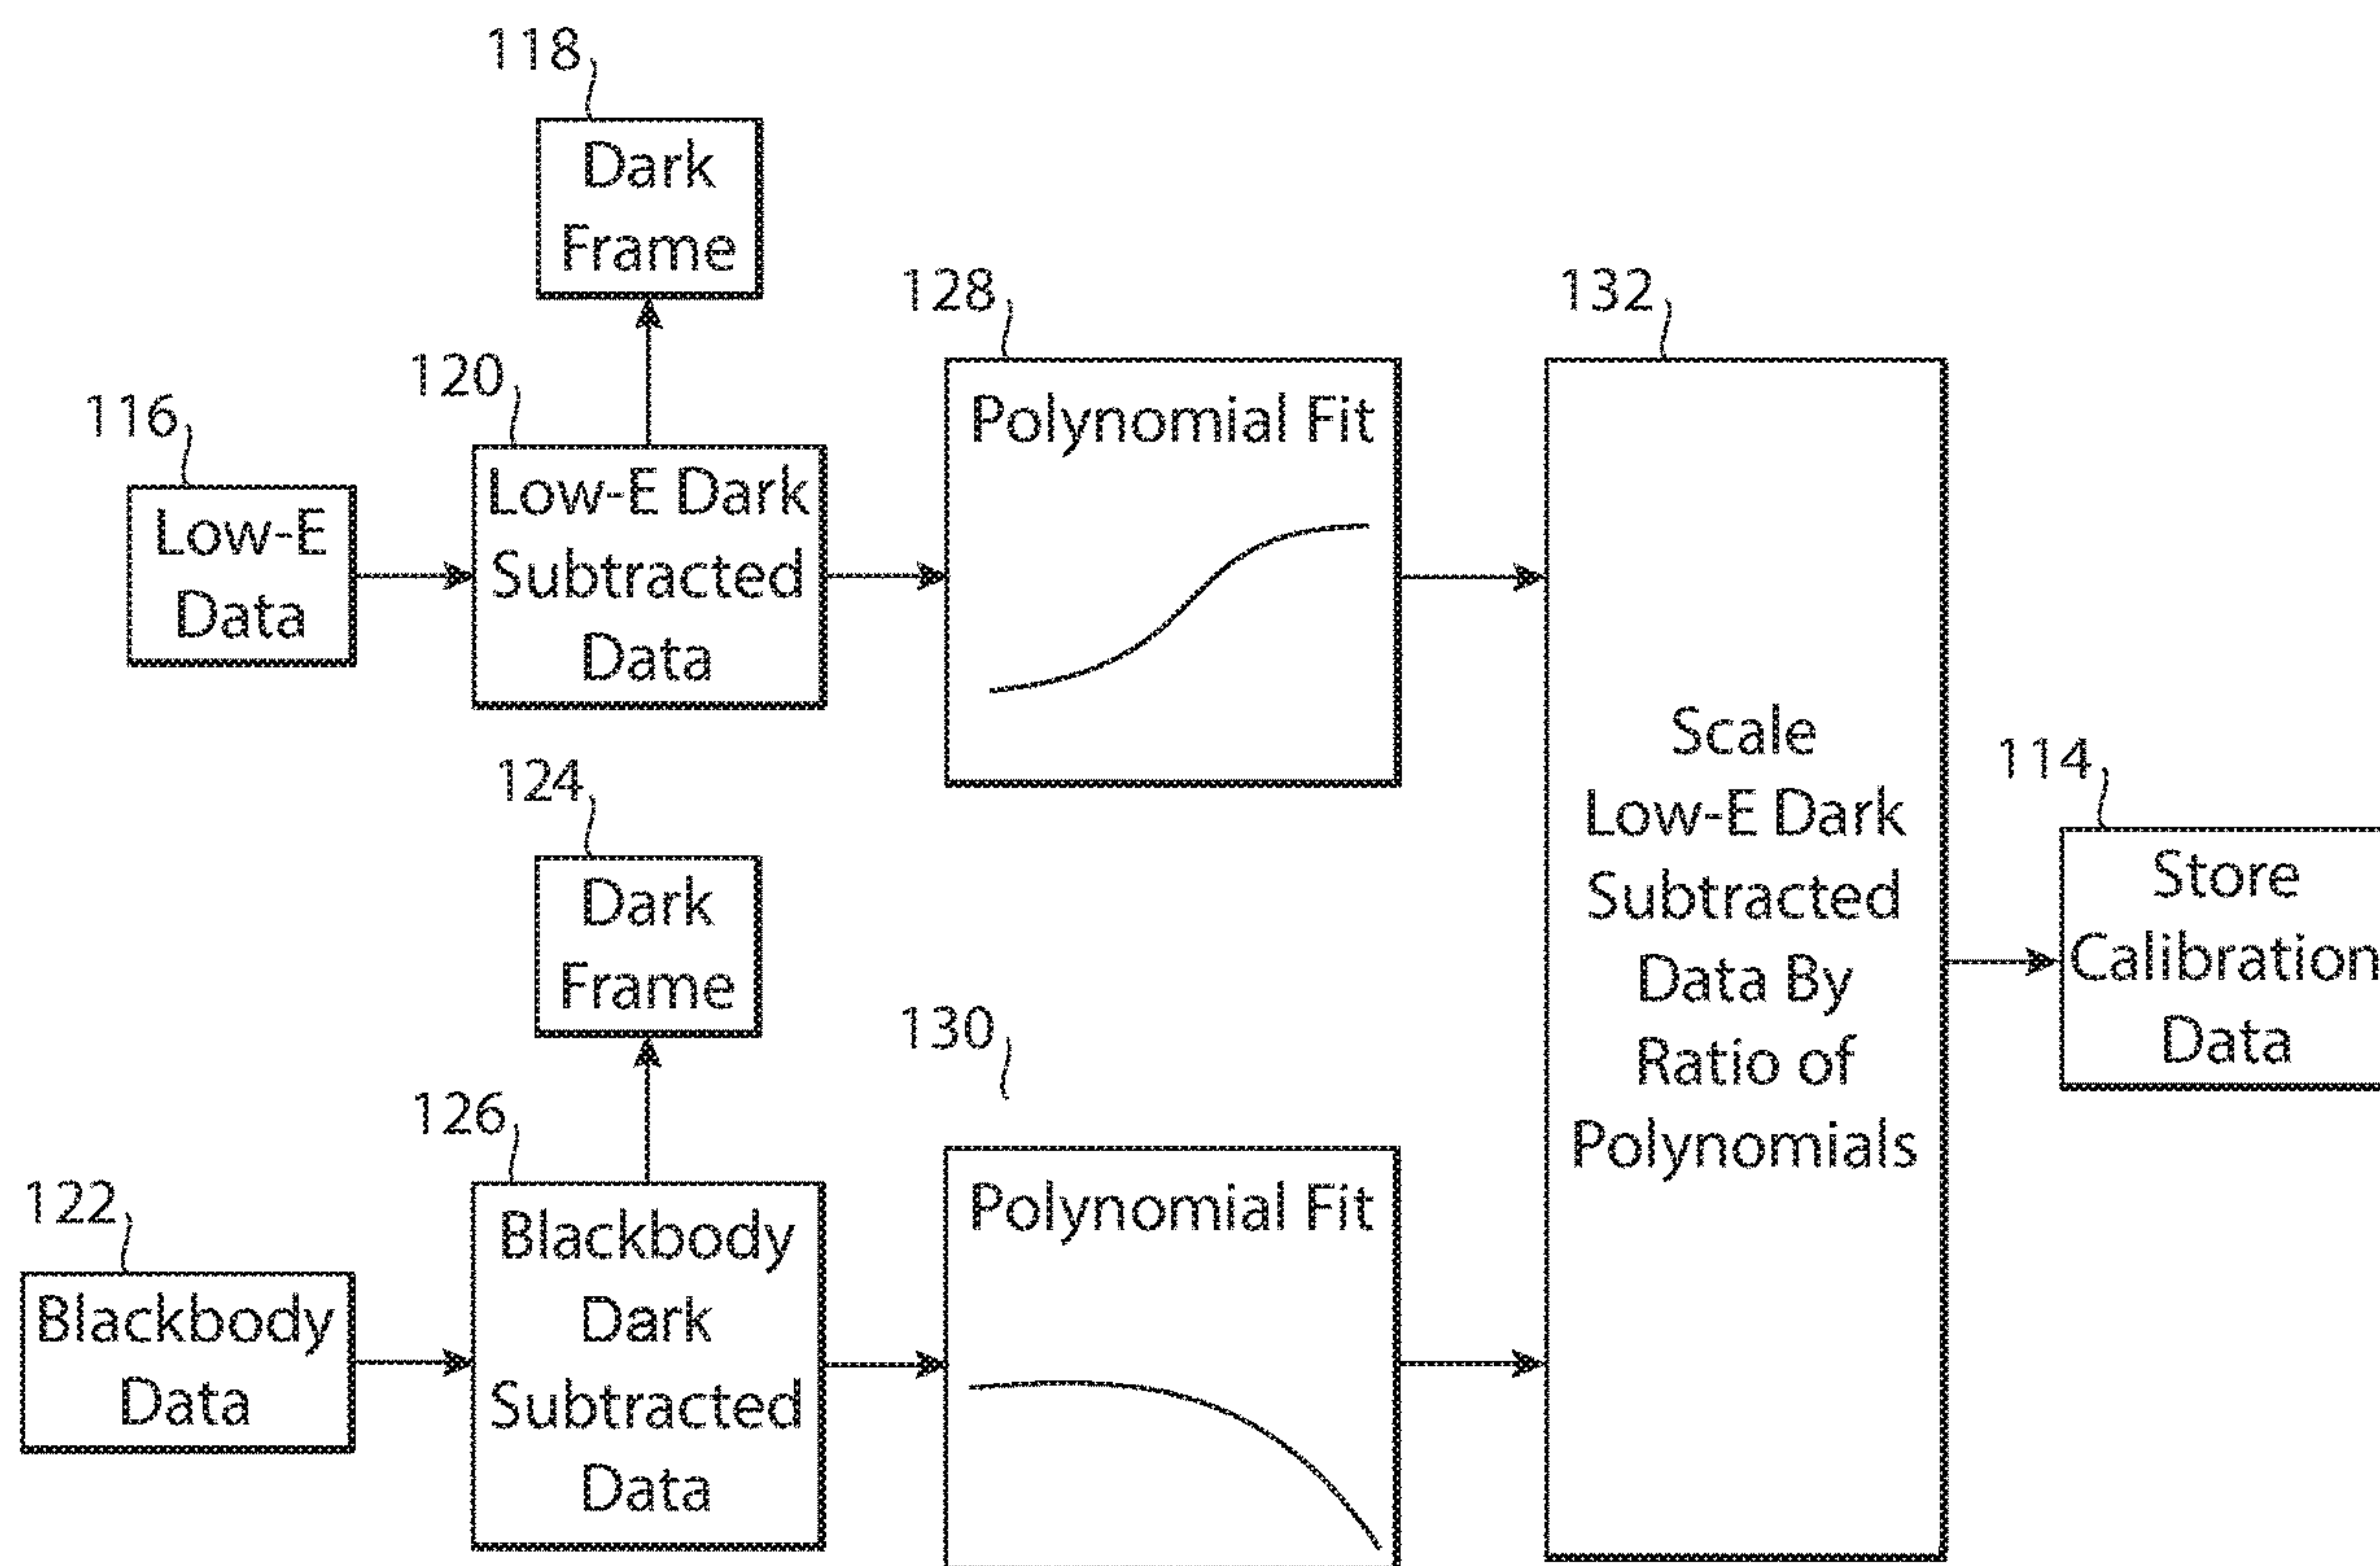 118
Dark
Frame
128
132
120
116
Low-E
Data
Low-E Dark
Subtracted
Data
Polynomial Fit
Scale
Low-E Dark
Subtracted
Data By
Ratio of
Polynomials
114
Store
Calibration
Data
124
Dark
Frame
130
126
122
Blackbody
Data
Blackbody
Dark
Subtracted
Data
Polynomial Fit